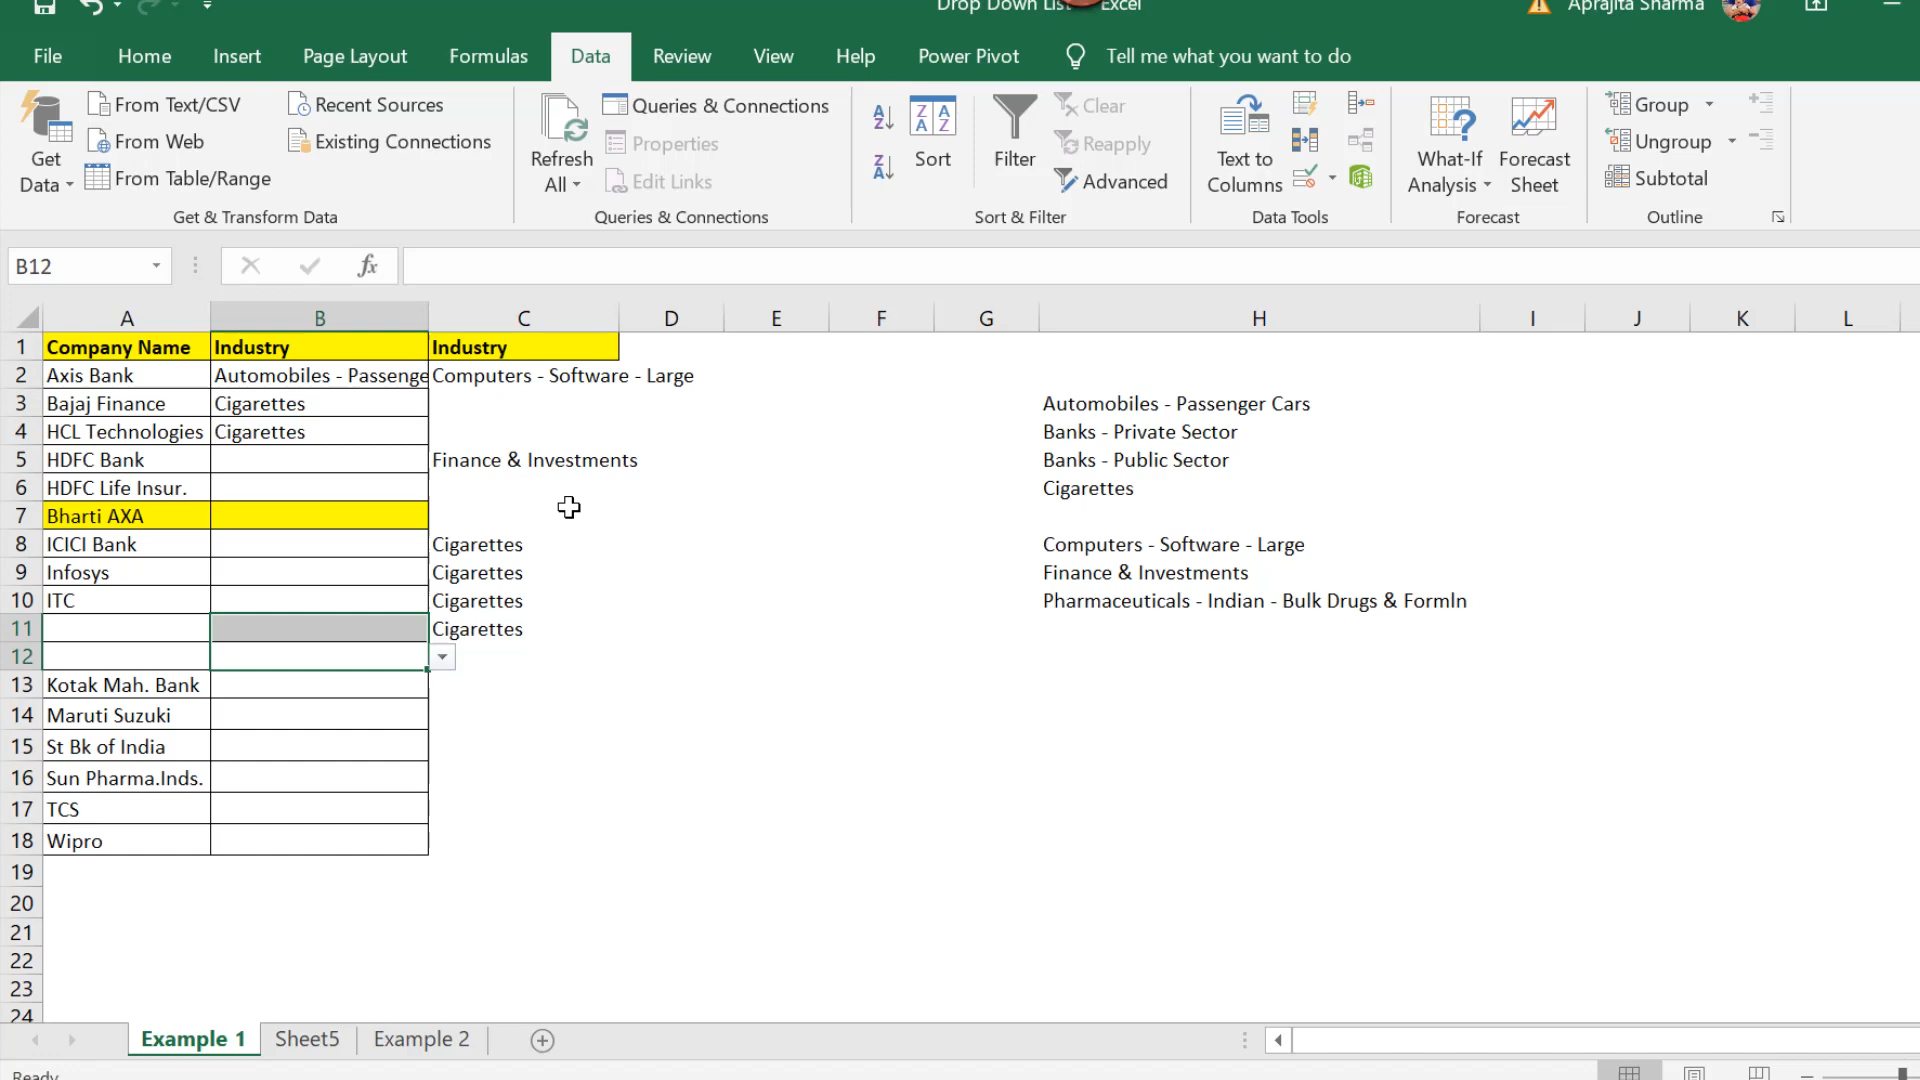 Drop Down List - Excel
Aprajita Sharma
File Home Insert Page Layout Formulas Data Review View Help Power Pivot Tell me what you want to do
Get Data
From Text/CSV
From Web
From Table/Range
Recent Sources
Existing Connections
Get & Transform Data
Refresh All
Queries & Connections
Properties
Edit Links
Queries & Connections
Sort
Filter
Clear
Reapply
Advanced
Sort & Filter
Text to Columns
Data Tools
What-If Analysis
Forecast Sheet
Forecast
Group
Ungroup
Subtotal
Outline
B12 fx
A B C D E F G H I J K L
1 Company Name Industry Industry
2 Axis Bank Automobiles - Passenge Computers - Software - Large
3 Bajaj Finance Cigarettes Automobiles - Passenger Cars
4 HCL Technologies Cigarettes Banks - Private Sector
5 HDFC Bank Finance & Investments Banks - Public Sector
6 HDFC Life Insur. Cigarettes
7 Bharti AXA
8 ICICI Bank Cigarettes Computers - Software - Large
9 Infosys Cigarettes Finance & Investments
10 ITC Cigarettes Pharmaceuticals - Indian - Bulk Drugs & Formln
11 Cigarettes
12
13 Kotak Mah. Bank
14 Maruti Suzuki
15 St Bk of India
16 Sun Pharma.Inds.
17 TCS
18 Wipro
19
20
21
22
23
24
Example 1 Sheet5 Example 2
Ready